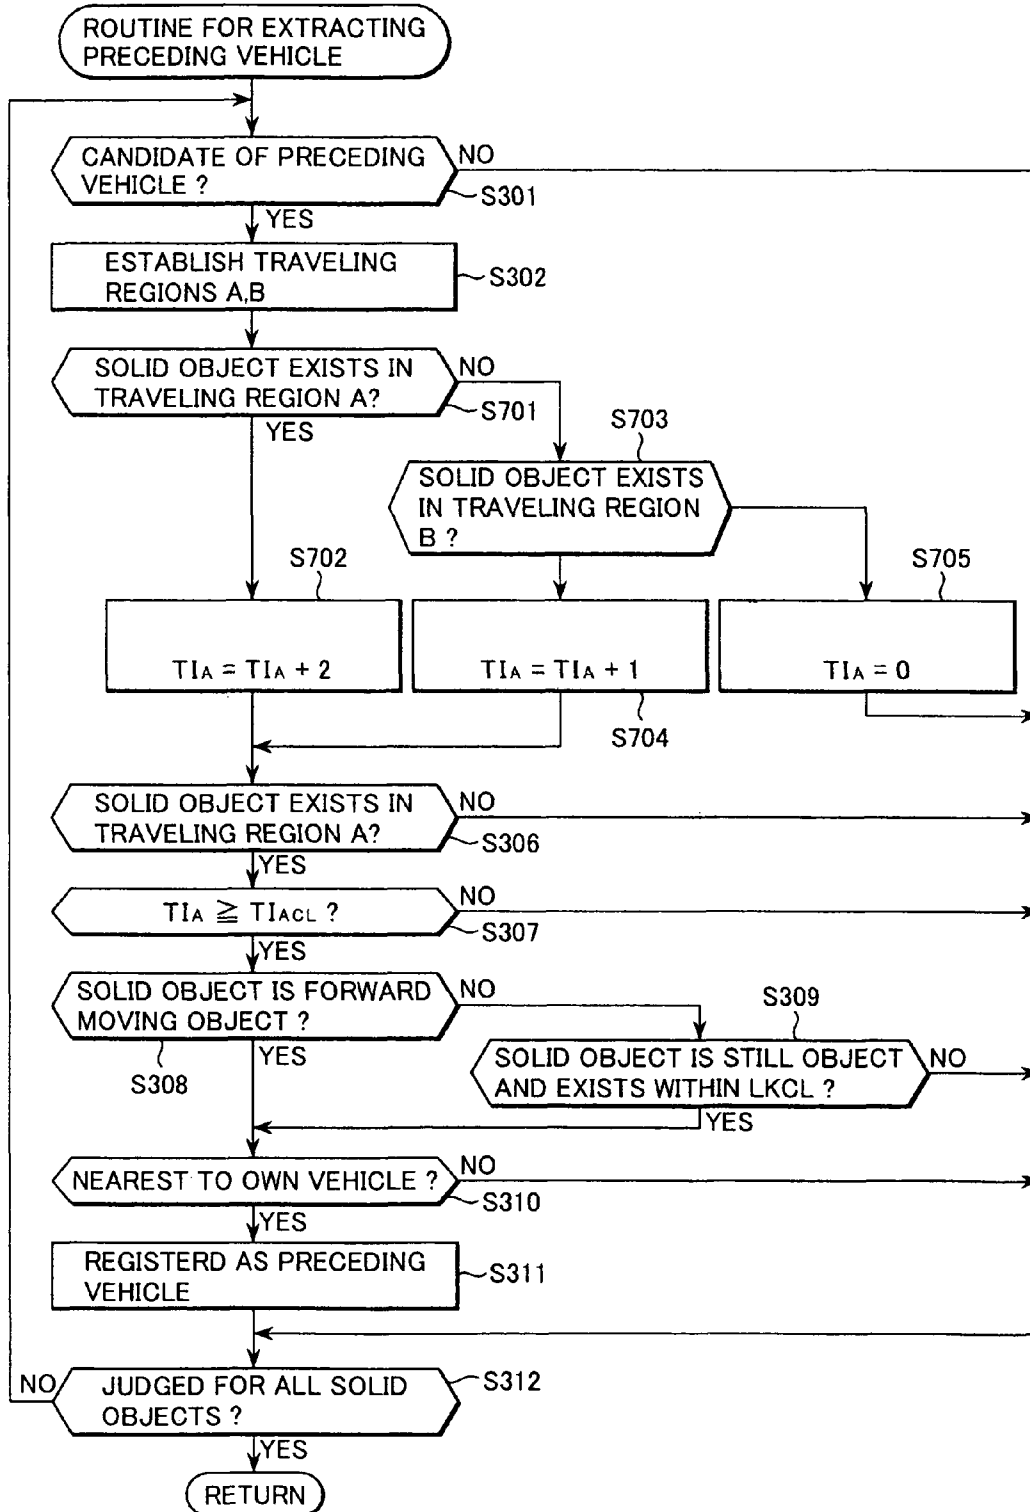 ROUTINE FOR EXTRACTING
PRECEDING VEHICLE
CANDIDATE OF PRECEDING
VEHICLE ?
NO
S301
YES
ESTABLISH TRAVELING
REGIONS A,B
S302
SOLID OBJECT EXISTS IN
TRAVELING REGION A?
NO
S701
YES
S703
SOLID OBJECT EXISTS
IN TRAVELING REGION
B ?
S702
TIA = TIA + 2
TIA = TIA + 1
S704
S705
TIA = 0
SOLID OBJECT EXISTS IN
TRAVELING REGION A?
NO
S306
YES
TIA ≧ TIACL ?
NO
S307
YES
SOLID OBJECT IS FORWARD
MOVING OBJECT ?
NO
S308
YES
S309
SOLID OBJECT IS STILL OBJECT
AND EXISTS WITHIN LKCL ?
NO
YES
NEAREST TO OWN VEHICLE ?
NO
S310
YES
REGISTERD AS PRECEDING
VEHICLE
S311
NO
JUDGED FOR ALL SOLID
OBJECTS ?
S312
YES
RETURN